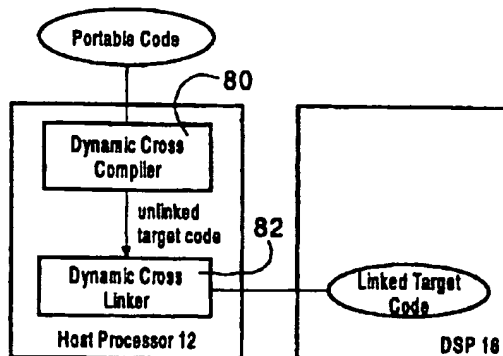 Portable Code
80
Dynamic Cross
Compiler
unlinked
target code
82
Dynamic Cross
Linker
Linked Target
Code
Host Processor 12
DSP 18